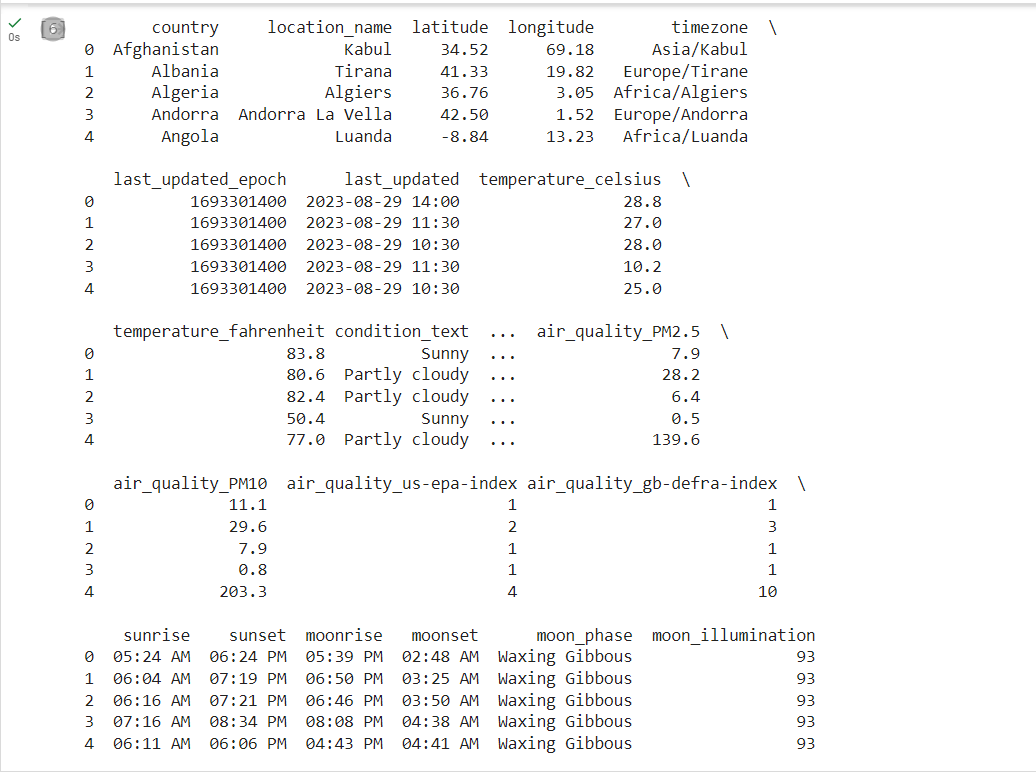 0s
6
country location_name latitude longitude timezone \
0 Afghanistan Kabul 34.52 69.18 Asia/Kabul
1 Albania Tirana 41.33 19.82 Europe/Tirane
2 Algeria Algiers 36.76 3.05 Africa/Algiers
3 Andorra Andorra La Vella 42.50 1.52 Europe/Andorra
4 Angola Luanda -8.84 13.23 Africa/Luanda
last_updated_epoch last_updated temperature_celsius \
0 1693301400 2023-08-29 14:00 28.8
1 1693301400 2023-08-29 11:30 27.0
2 1693301400 2023-08-29 10:30 28.0
3 1693301400 2023-08-29 11:30 10.2
4 1693301400 2023-08-29 10:30 25.0
temperature_fahrenheit condition_text ... air_quality_PM2.5 \
0 83.8 Sunny ... 7.9
1 80.6 Partly cloudy ... 28.2
2 82.4 Partly cloudy ... 6.4
3 50.4 Sunny ... 0.5
4 77.0 Partly cloudy ... 139.6
air_quality_PM10 air_quality_us-epa-index air_quality_gb-defra-index \
0 11.1 1 1
1 29.6 2 3
2 7.9 1 1
3 0.8 1 1
4 203.3 4 10
sunrise sunset moonrise moonset moon_phase moon_illumination
0 05:24 AM 06:24 PM 05:39 PM 02:48 AM Waxing Gibbous 93
1 06:04 AM 07:19 PM 06:50 PM 03:25 AM Waxing Gibbous 93
2 06:16 AM 07:21 PM 06:46 PM 03:50 AM Waxing Gibbous 93
3 07:16 AM 08:34 PM 08:08 PM 04:38 AM Waxing Gibbous 93
4 06:11 AM 06:06 PM 04:43 PM 04:41 AM Waxing Gibbous 93